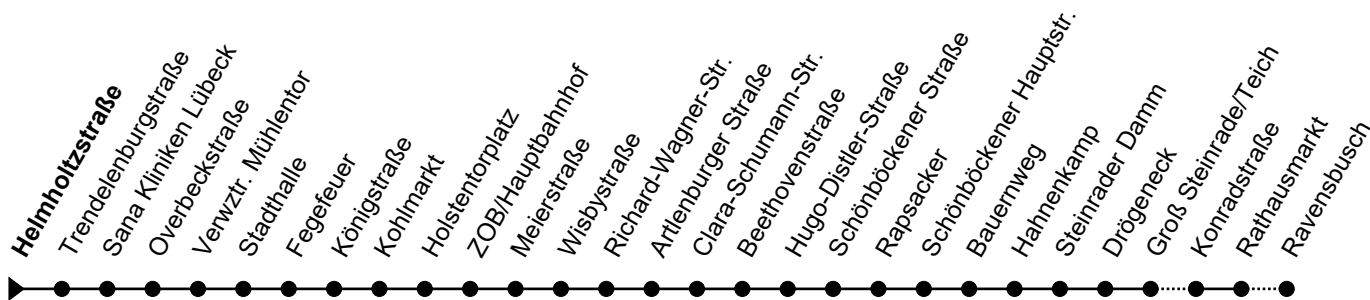 Helmholtzstraße
Trendelenburgstraße
Sana Kliniken Lübeck
Overbeckstraße
Verwztr. Mühlentor
Stadthalle
Fegefeuer
Königstraße
Kohlmarkt
Holstentorplatz
ZOB/Hauptbahnhof
Meierstraße
Wisbystraße
Richard-Wagner-Str.
Artlenburger Straße
Clara-Schumann-Str.
Beethovenstraße
Hugo-Distler-Straße
Schönböckener Straße
Rapsacker
Schönböckener Hauptstr.
Bauernweg
Hahnenkamp
Steinrader Damm
Drögeneck
Groß Steinrade/Teich
Konradstraße
Rathausmarkt
Ravensbusch